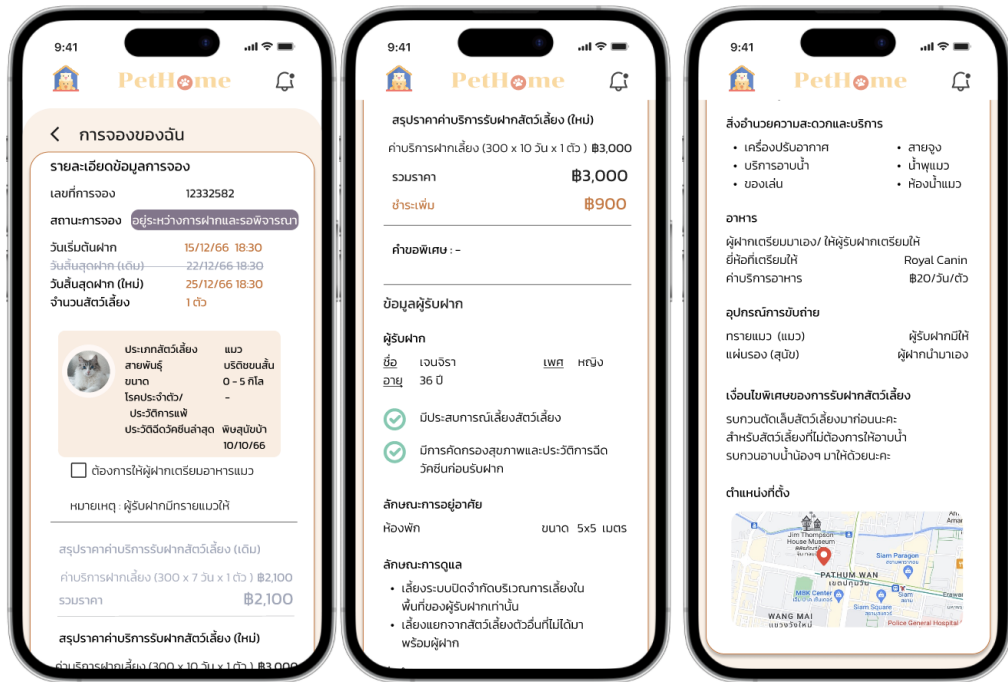 9:41
PetHome
การจองของฉัน
รายละเอียดข้อมูลการจอง
เลขที่การจอง 12332582
สถานะการจอง อยู่ระหว่างการฝากและรอพิจารณา
วันเริ่มต้นฝาก 15/12/66 18:30
วันสิ้นสุดฝาก (เดิม) 22/12/66 18:30
วันสิ้นสุดฝาก (ใหม่) 25/12/66 18:30
จำนวนสัตว์เลี้ยง 1 ตัว
ประเภทสัตว์เลี้ยง แมว
สายพันธุ์ บริติชขนสั้น
ขนาด 0 - 5 กิโล
โรคประจำตัว/ -
ประวัติการแพ้
ประวัติฉีดวัคซีนล่าสุด พิษสุนัขบ้า
10/10/66
ต้องการให้ผู้ฝากเตรียมอาหารแมว
หมายเหตุ : ผู้รับฝากมีทรายแมวให้
สรุปราคาค่าบริการรับฝากสัตว์เลี้ยง (เดิม)
ค่าบริการฝากเลี้ยง (300 x 7 วัน x 1 ตัว ) ฿2,100
รวมราคา ฿2,100
สรุปราคาค่าบริการรับฝากสัตว์เลี้ยง (ใหม่)
ค่าบริการฝากเลี้ยง (300 x 10 วัน x 1 ตัว ) ฿3,000
9:41
PetHome
สรุปราคาค่าบริการรับฝากสัตว์เลี้ยง (ใหม่)
ค่าบริการฝากเลี้ยง (300 x 10 วัน x 1 ตัว ) ฿3,000
รวมราคา ฿3,000
ชำระเพิ่ม ฿900
คำขอพิเศษ : -
ข้อมูลผู้รับฝาก
ผู้รับฝาก
ชื่อ เจนจิรา เพศ หญิง
อายุ 36 ปี
มีประสบการณ์เลี้ยงสัตว์เลี้ยง
มีการคัดกรองสุขภาพและประวัติการฉีด
วัคซีนก่อนรับฝาก
ลักษณะการอยู่อาศัย
ห้องพัก ขนาด 5x5 เมตร
ลักษณะการดูแล
• เลี้ยงระบบปิดจำกัดบริเวณการเลี้ยงใน
พื้นที่ของผู้รับฝากเท่านั้น
• เลี้ยงแยกจากสัตว์เลี้ยงตัวอื่นที่ไม่ได้มา
พร้อมผู้ฝาก
9:41
PetHome
สิ่งอำนวยความสะดวกและบริการ
• เครื่องปรับอากาศ • สายจูง
• บริการอาบน้ำ • น้ำพุแมว
• ของเล่น • ห้องน้ำแมว
อาหาร
ผู้ฝากเตรียมมาเอง/ ให้ผู้รับฝากเตรียมให้
ยี่ห้อที่เตรียมให้ Royal Canin
ค่าบริการอาหาร ฿20/วัน/ตัว
อุปกรณ์การขับถ่าย
ทรายแมว (แมว) ผู้รับฝากมีให้
แผ่นรอง (สุนัข) ผู้ฝากนำมาเอง
เงื่อนไขพิเศษของการรับฝากสัตว์เลี้ยง
รบกวนตัดเล็บสัตว์เลี้ยงมาก่อนนะคะ
สำหรับสัตว์เลี้ยงที่ไม่ต้องการให้อาบน้ำ
รบกวนอาบน้ำน้องๆ มาให้ด้วยนะคะ
ตำแหน่งที่ตั้ง
Jim Thompson
House Museum
Siam Paragon
PATHUM WAN
เขตปทุมวัน
MBK Center
Siam
สยาม
Siam Square
WANG MAI
แขวงวังใหม่
Police General Hospital